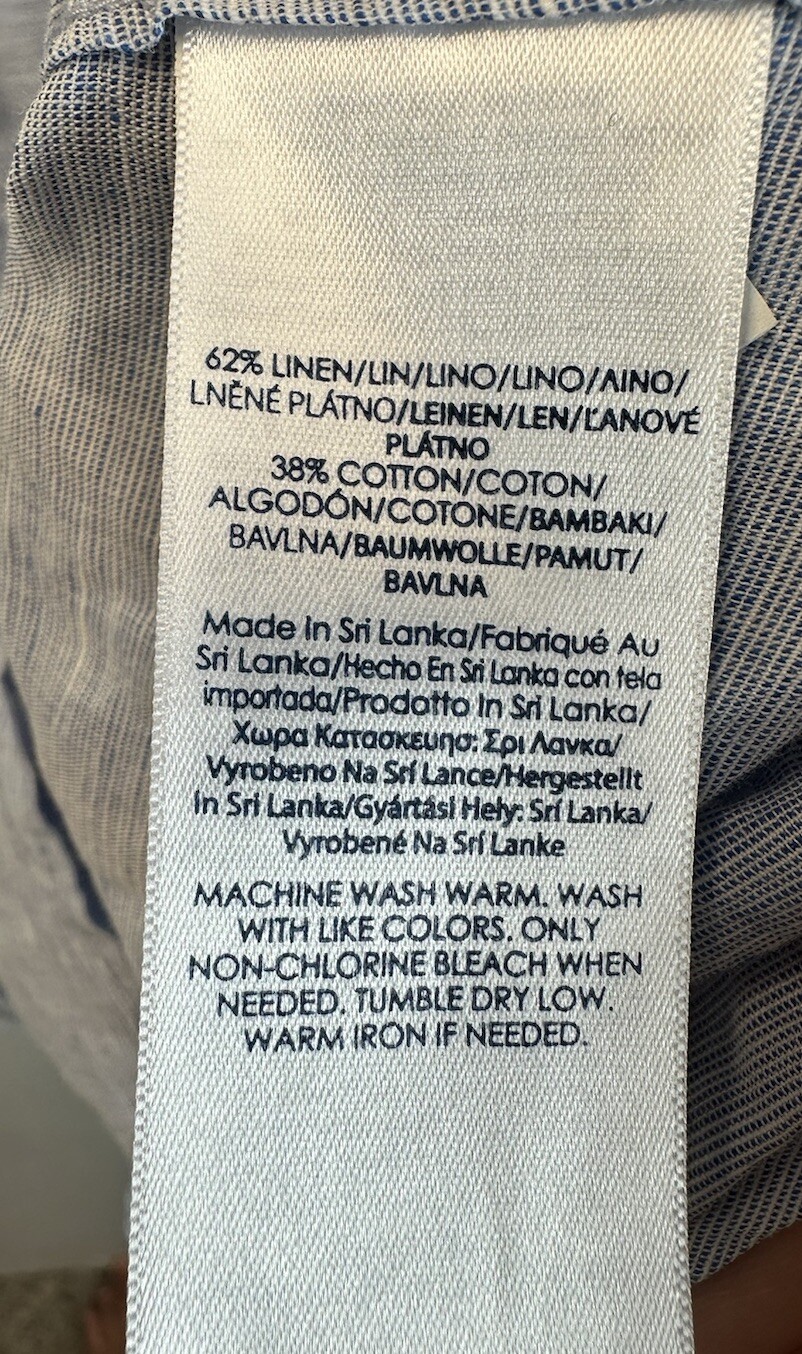 62% LINEN/LIN/LINO/LINO/ΛΙΝΟ/
LNĚNÉ PLÁTNO/LEINEN/LEN/ĽANOVÉ
PLÁTNO
38% COTTON/COTON/
ALGODÓN/COTONE/ΒΑΜΒΑΚΙ/
BAVLNA/BAUMWOLLE/PAMUT/
BAVLNA
Made In Sri Lanka/Fabriqué Au
Sri Lanka/Hecho En Sri Lanka con tela
importada/Prodotto In Sri Lanka/
Χωρα Κατασκευησ: Σρι Λανκα/
Vyrobeno Na Srí Lance/Hergestellt
In Sri Lanka/Gyártási Hely: Srí Lanka/
Vyrobené Na Srí Lanke
MACHINE WASH WARM. WASH
WITH LIKE COLORS. ONLY
NON-CHLORINE BLEACH WHEN
NEEDED. TUMBLE DRY LOW.
WARM IRON IF NEEDED.